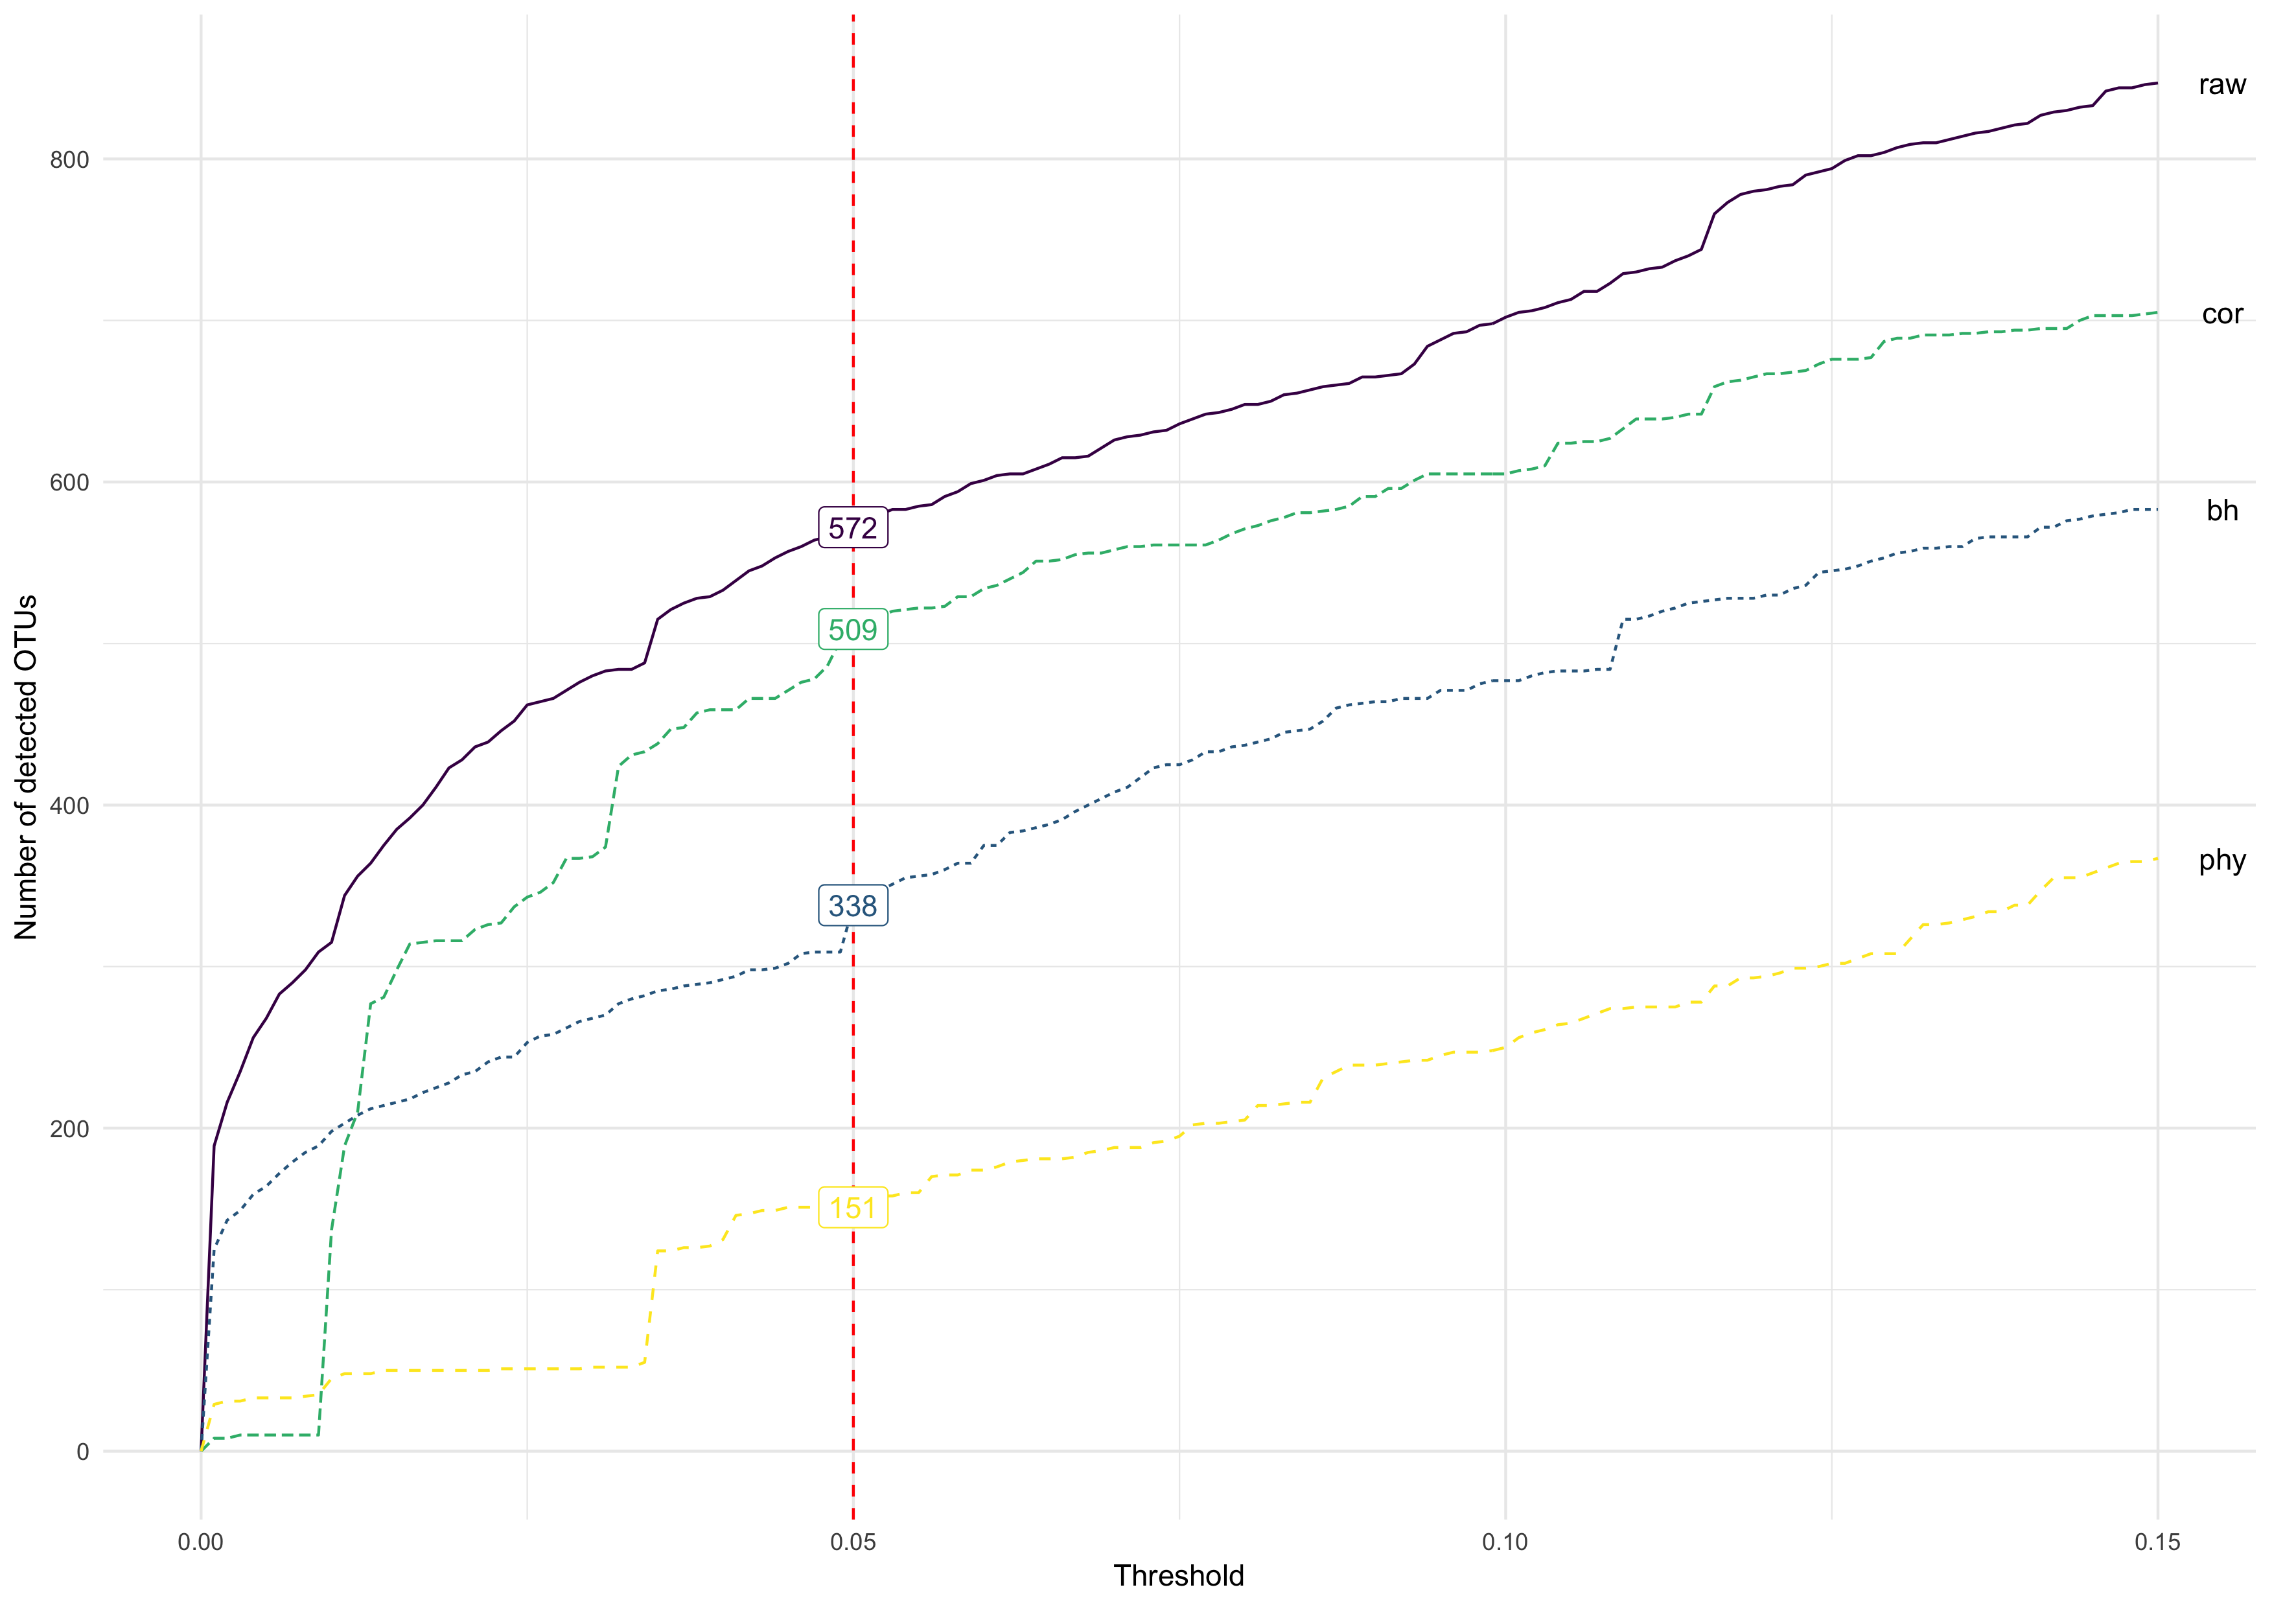 raw
800
cor
600
572
bh
509
Number of detected OTUs
400
338
phy
200
151
0
0.00
0.05
0.10
0.15
Threshold